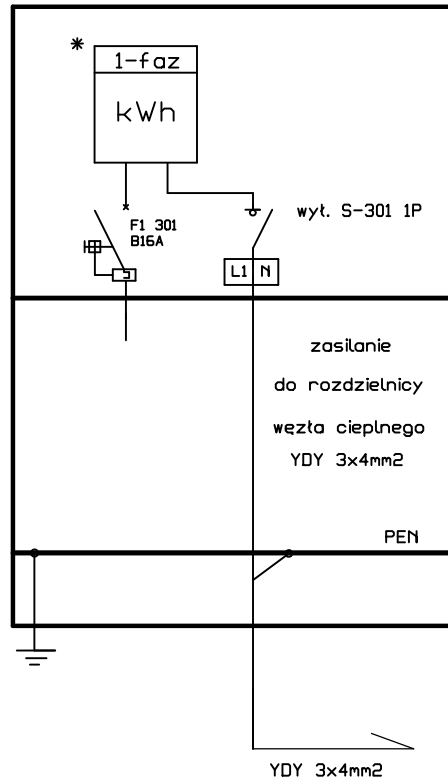 *
1-faz
kWh
F1 301
B16A
wył. S-301 1P
L1 N
zasilanie
do rozdzielnicy
węzła cieplnego
YDY 3x4mm2
PEN
YDY 3x4mm2